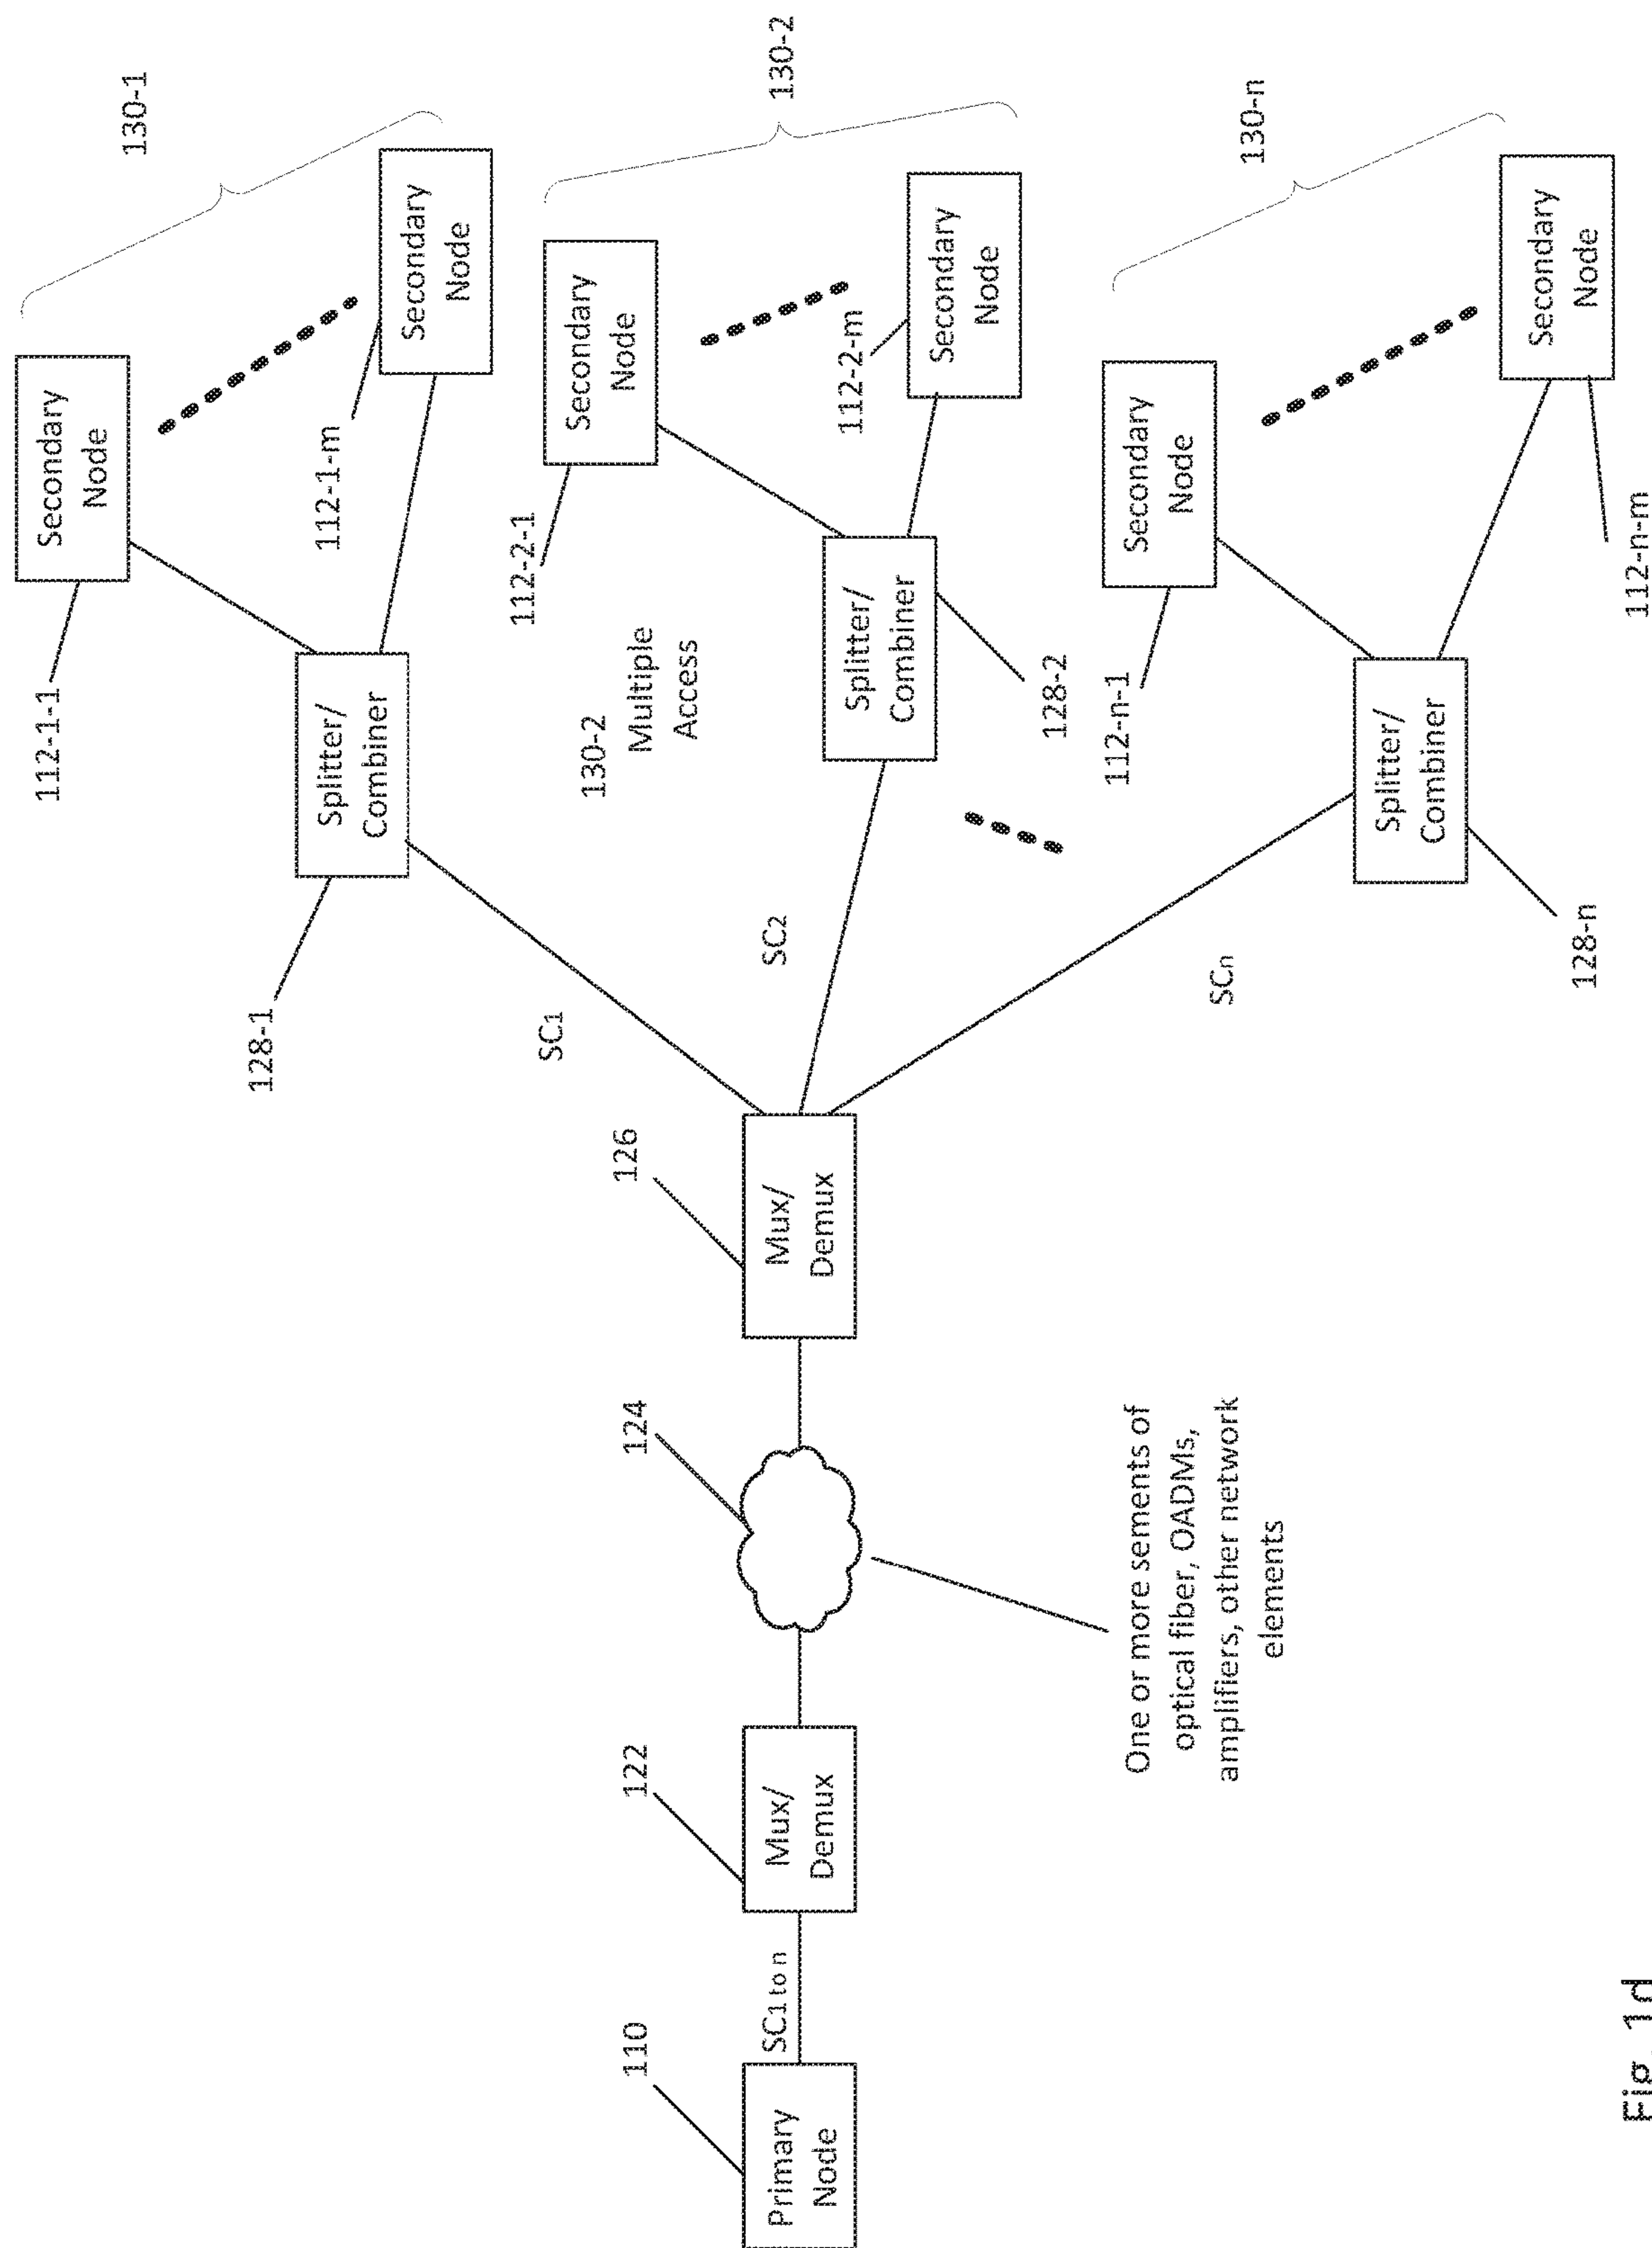 130-1
130-2
130-n
Secondary
Node
112-1-1
112-1-m
Secondary
Node
Secondary
Node
112-2-1
112-2-m
Secondary
Node
Secondary
Node
112-n-1
Secondary
Node
112-n-m
Splitter/
Combiner
128-1
130-2
Multiple
Access
Splitter/
Combiner
128-2
Splitter/
Combiner
128-n
SC1
SC2
SCn
126
Mux/
Demux
124
One or more sements of
optical fiber, OADMs,
amplifiers, other network
elements
122
Mux/
Demux
SC1 to n
110
Primary
Node
Fig. 1d